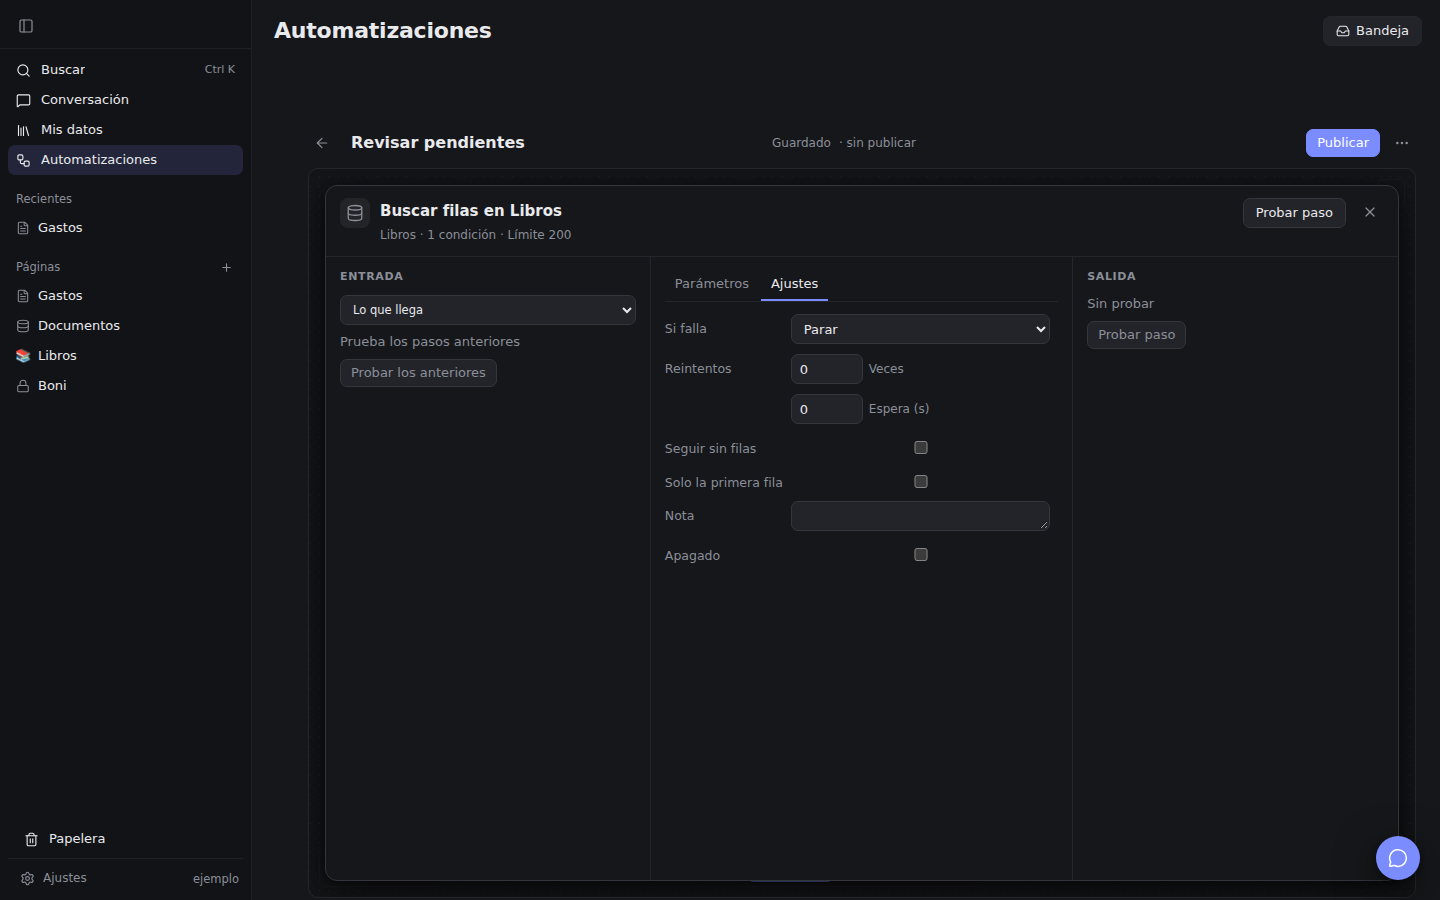 Automatizaciones
Bandeja
Buscar
Ctrl K
Conversación
Mis datos
Automatizaciones
Recientes
Gastos
Páginas
Gastos
Documentos
Libros
Boni
Papelera
Ajustes
ejemplo
Revisar pendientes
Guardado · sin publicar
Publicar
Buscar filas en Libros
Libros · 1 condición · Límite 200
Probar paso
ENTRADA
Lo que llega
Prueba los pasos anteriores
Probar los anteriores
Parámetros
Ajustes
Si falla
Parar
Reintentos
0
Veces
0
Espera (s)
Seguir sin filas
Solo la primera fila
Nota
Apagado
SALIDA
Sin probar
Probar paso